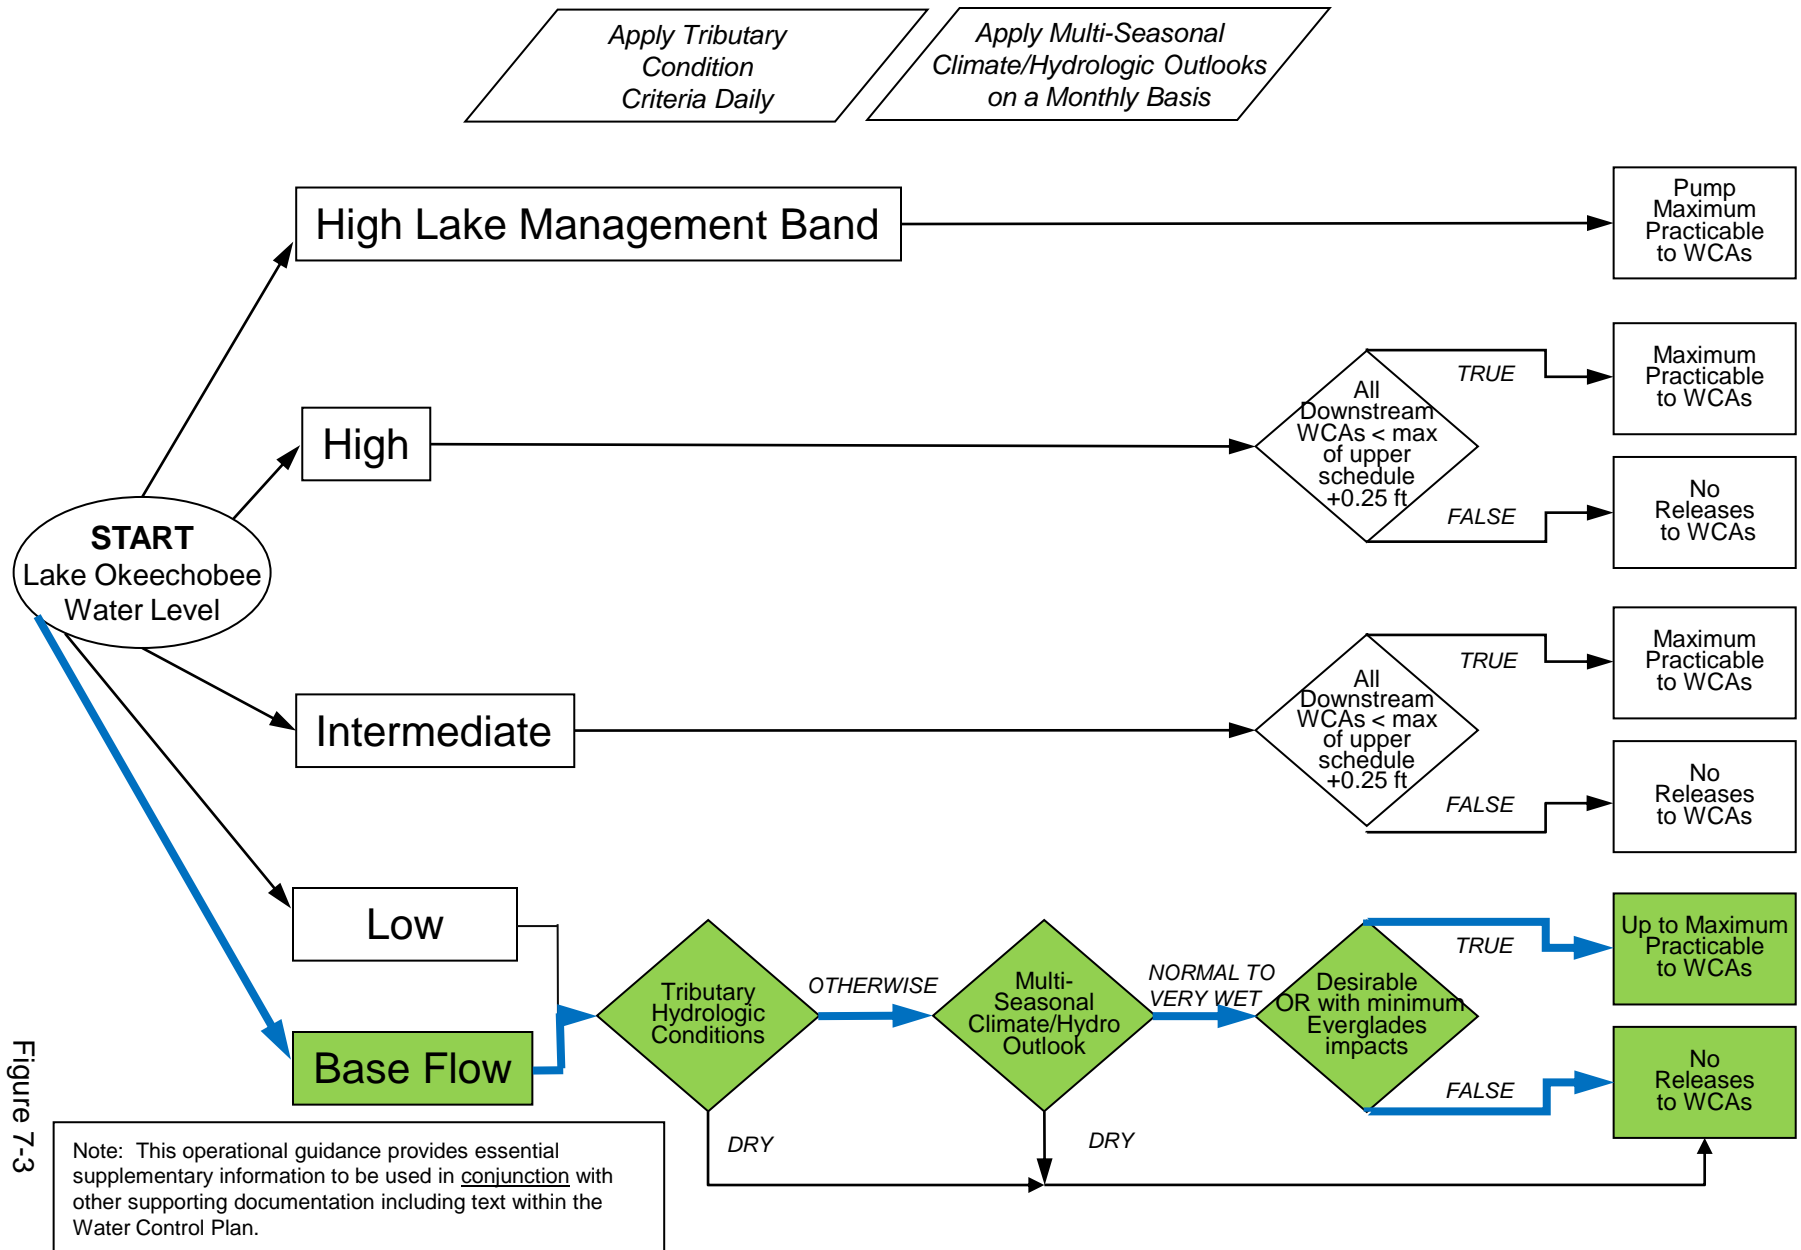 Apply Tributary
Condition
Criteria Daily
Apply Multi-Seasonal
Climate/Hydrologic Outlooks
on a Monthly Basis
High Lake Management Band
Pump
Maximum
Practicable
to WCAs
High
All
Downstream
WCAs < max
of upper
schedule
+0.25 ft
TRUE
Maximum
Practicable
to WCAs
FALSE
No
Releases
to WCAs
START
Lake Okeechobee
Water Level
Intermediate
All
Downstream
WCAs < max
of upper
schedule
+0.25 ft
TRUE
Maximum
Practicable
to WCAs
FALSE
No
Releases
to WCAs
Low
Base Flow
Tributary
Hydrologic
Conditions
OTHERWISE
Multi-
Seasonal
Climate/Hydro
Outlook
NORMAL TO
VERY WET
Desirable
OR with minimum
Everglades
impacts
TRUE
Up to Maximum
Practicable
to WCAs
FALSE
No
Releases
to WCAs
DRY
DRY
Figure 7-3
Note: This operational guidance provides essential
supplementary information to be used in conjunction with
other supporting documentation including text within the
Water Control Plan.